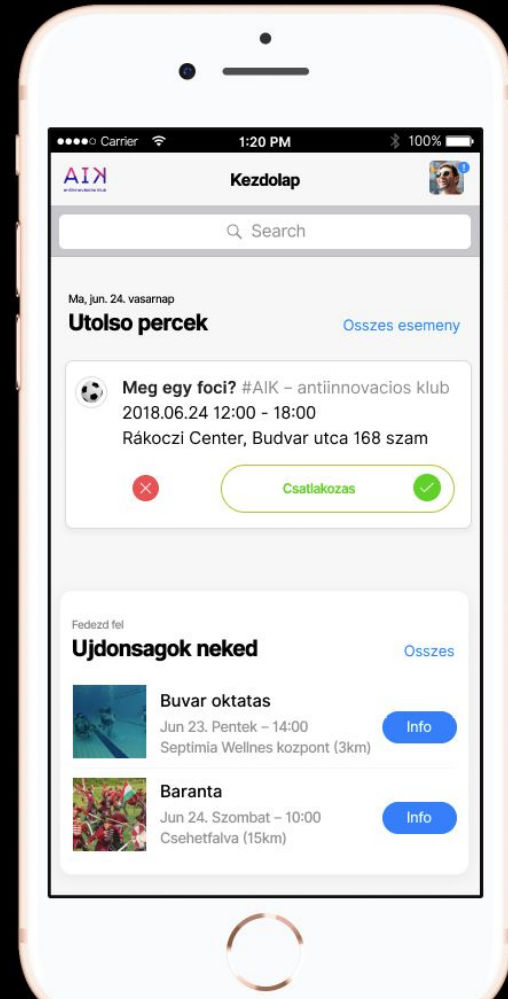 Carrier 1:20 PM 100%
AIK
antiinnovacios klub
Kezdolap
!
Search
Ma, jun. 24. vasarnap
Utolso percek
Osszes esemeny
Meg egy foci? #AIK – antiinnovacios klub
2018.06.24 12:00 - 18:00
Rákoczi Center, Budvar utca 168 szam
Csatlakozas
Fedezd fel
Ujdonsagok neked
Osszes
Buvar oktatas
Jun 23. Pentek – 14:00
Septimia Wellnes kozpont (3km)
Info
Baranta
Jun 24. Szombat – 10:00
Csehetfalva (15km)
Info